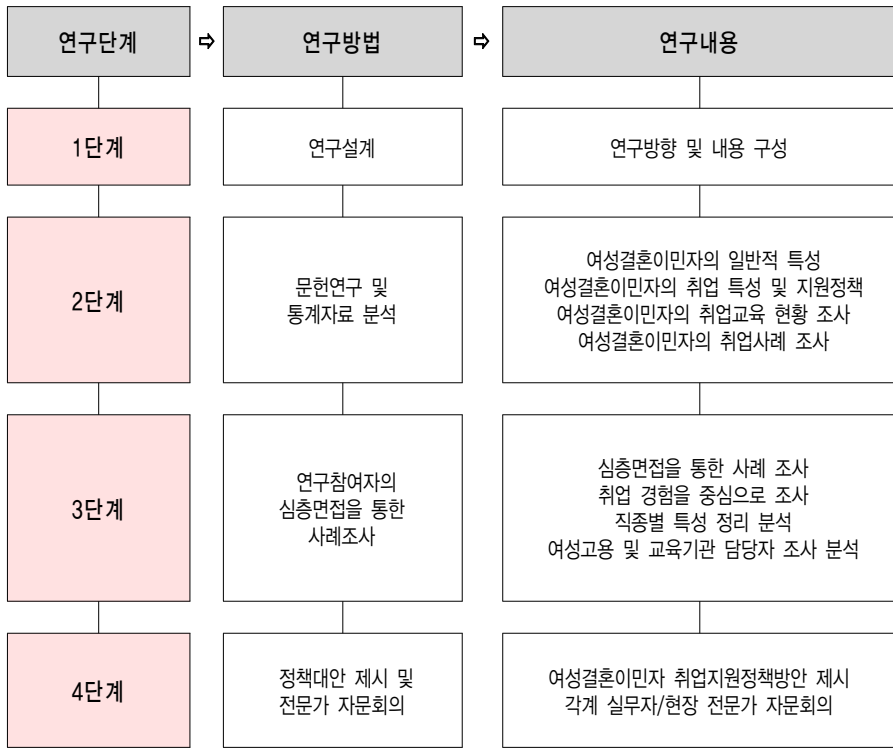 연구단계 ⇨ 연구방법 ⇨ 연구내용
1단계
연구설계
연구방향 및 내용 구성
2단계
문헌연구 및
통계자료 분석
여성결혼이민자의 일반적 특성
여성결혼이민자의 취업 특성 및 지원정책
여성결혼이민자의 취업교육 현황 조사
여성결혼이민자의 취업사례 조사
3단계
연구참여자의
심층면접을 통한
사례조사
심층면접을 통한 사례 조사
취업 경험을 중심으로 조사
직종별 특성 정리 분석
여성고용 및 교육기관 담당자 조사 분석
4단계
정책대안 제시 및
전문가 자문회의
여성결혼이민자 취업지원정책방안 제시
각계 실무자/현장 전문가 자문회의